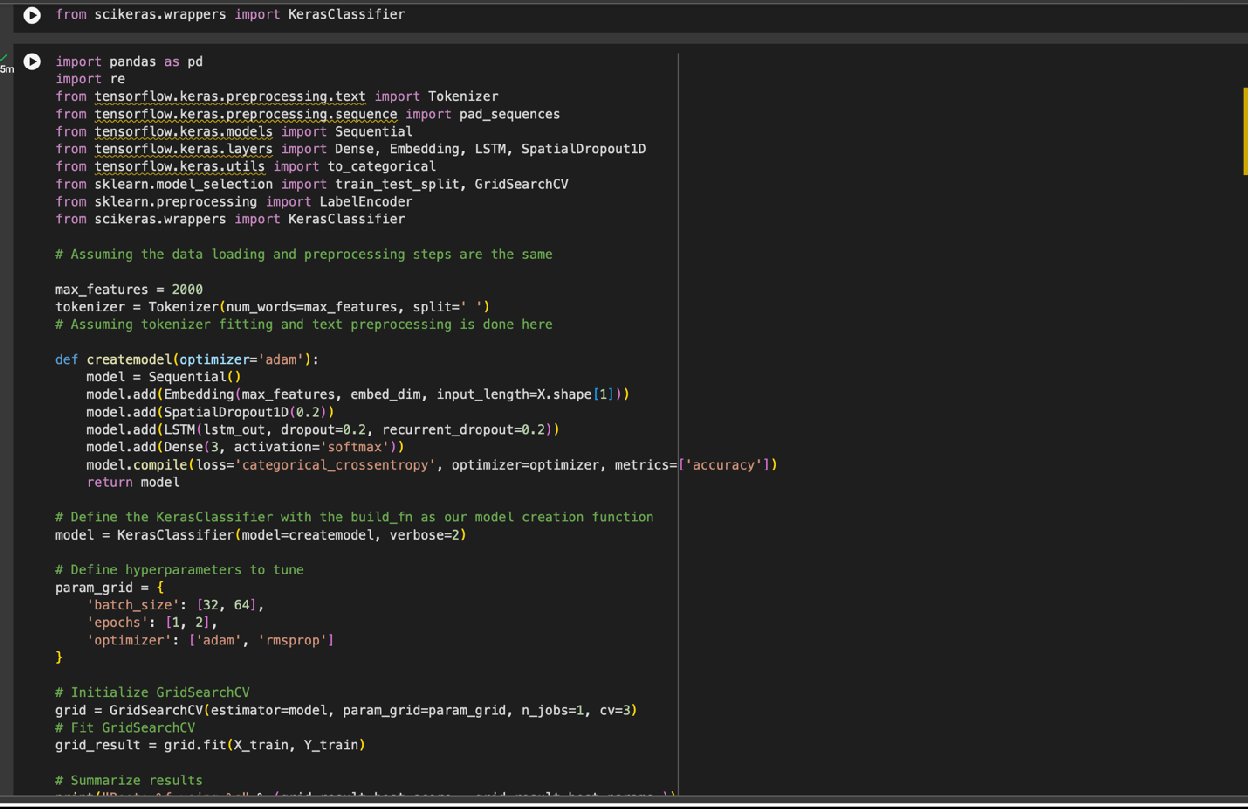 from scikeras.wrappers import KerasClassifier
5m
import pandas as pd
import re
from tensorflow.keras.preprocessing.text import Tokenizer
from tensorflow.keras.preprocessing.sequence import pad_sequences
from tensorflow.keras.models import Sequential
from tensorflow.keras.layers import Dense, Embedding, LSTM, SpatialDropout1D
from tensorflow.keras.utils import to_categorical
from sklearn.model_selection import train_test_split, GridSearchCV
from sklearn.preprocessing import LabelEncoder
from scikeras.wrappers import KerasClassifier
# Assuming the data loading and preprocessing steps are the same
max_features = 2000
tokenizer = Tokenizer(num_words=max_features, split=' ')
# Assuming tokenizer fitting and text preprocessing is done here
def createmodel(optimizer='adam'):
    model = Sequential()
    model.add(Embedding(max_features, embed_dim, input_length=X.shape[1]))
    model.add(SpatialDropout1D(0.2))
    model.add(LSTM(lstm_out, dropout=0.2, recurrent_dropout=0.2))
    model.add(Dense(3, activation='softmax'))
    model.compile(loss='categorical_crossentropy', optimizer=optimizer, metrics=['accuracy'])
    return model
# Define the KerasClassifier with the build_fn as our model creation function
model = KerasClassifier(model=createmodel, verbose=2)
# Define hyperparameters to tune
param_grid = {
    'batch_size': [32, 64],
    'epochs': [1, 2],
    'optimizer': ['adam', 'rmsprop']
}
# Initialize GridSearchCV
grid = GridSearchCV(estimator=model, param_grid=param_grid, n_jobs=1, cv=3)
# Fit GridSearchCV
grid_result = grid.fit(X_train, Y_train)
# Summarize results